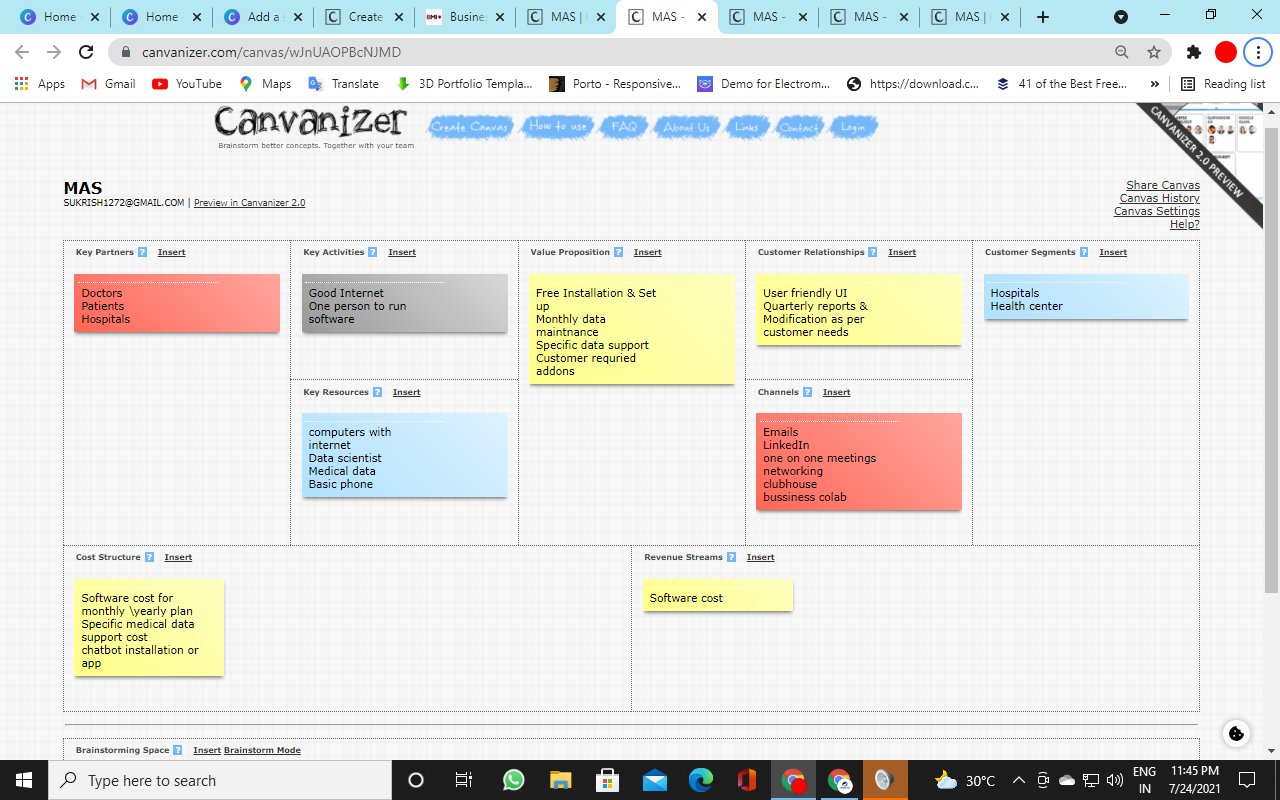 Home
Home
Add a s
Create
BMI
Busines
MAS | C
MAS -
MAS -
MAS -
MAS | C
canvanizer.com/canvas/wJnUAOPBcNJMD
Apps
Gmail
YouTube
Maps
Translate
3D Portfolio Templa...
Porto - Responsive...
Demo for Electrom...
https://download.c...
41 of the Best Free...
»
Reading list
Canvanizer
Brainstorm better concepts. Together with your team
Create Canvas
How to use
FAQ
About Us
Links
Contact
Login
CANVANIZER 2.0 PREVIEW
MAS
SUKRISH1272@GMAIL.COM | Preview in Canvanizer 2.0
Share Canvas
Canvas History
Canvas Settings
Help?
Key Partners ? Insert
Doctors
Patients
Hospitals
Key Activities ? Insert
Good Internet
One person to run
software
Key Resources ? Insert
computers with
internet
Data scientist
Medical data
Basic phone
Value Proposition ? Insert
Free Installation & Set
up
Monthly data
maintnance
Specific data support
Customer requried
addons
Customer Relationships ? Insert
User friendly UI
Quarterly reports &
Modification as per
customer needs
Channels ? Insert
Emails
LinkedIn
one on one meetings
networking
clubhouse
bussiness colab
Customer Segments ? Insert
Hospitals
Health center
Cost Structure ? Insert
Software cost for
monthly \yearly plan
Specific medical data
support cost
chatbot installation or
app
Revenue Streams ? Insert
Software cost
Brainstorming Space ? Insert Brainstorm Mode
Type here to search
30°C
ENG
IN
11:45 PM
7/24/2021